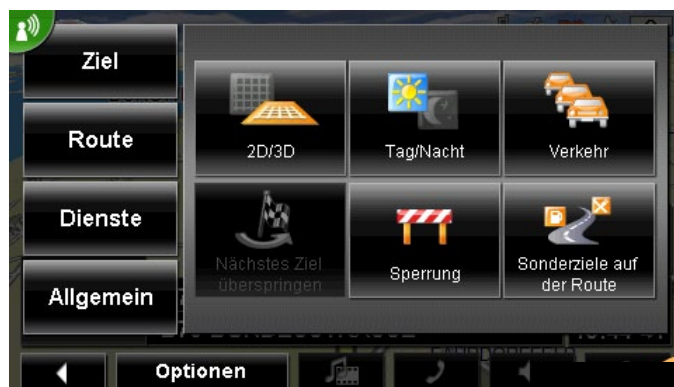 Ziel
Route
Dienste
Allgemein
2D/3D
Tag/Nacht
Verkehr
Nächstes Ziel
überspringen
Sperrung
Sonderziele auf
der Route
Optionen